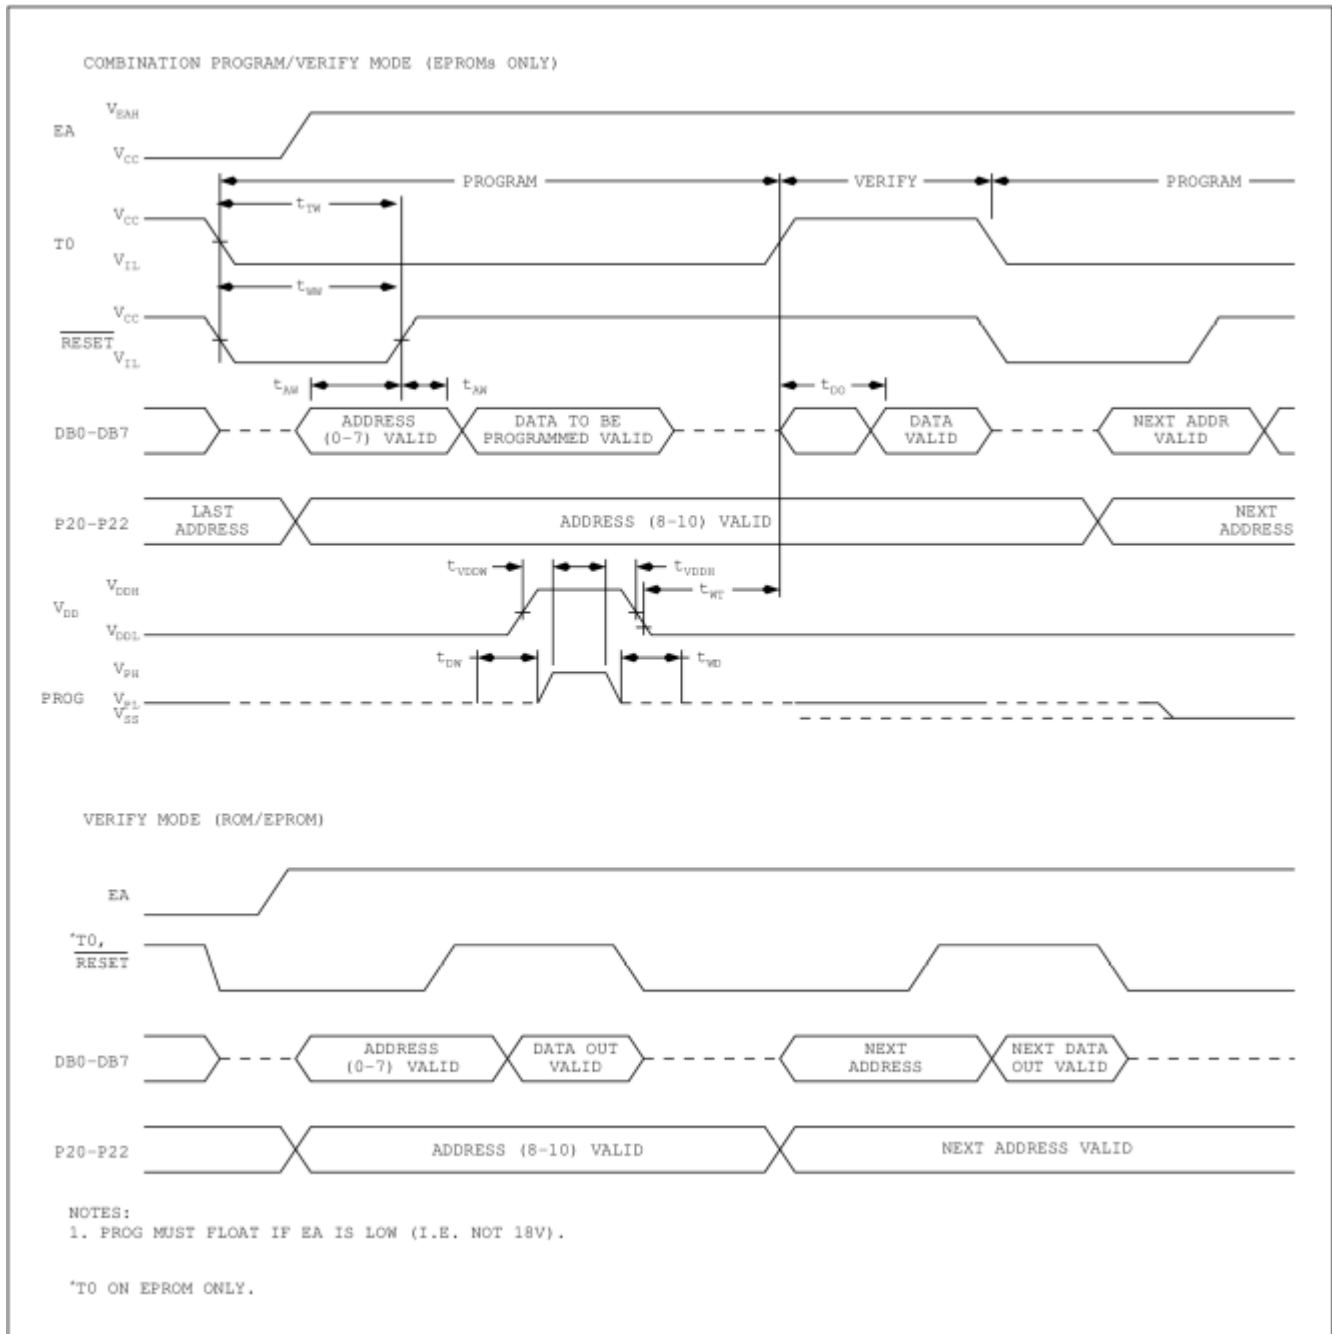 COMBINATION PROGRAM/VERIFY MODE (EPROMs ONLY)
VEAH
EA
VCC
PROGRAM
VERIFY
PROGRAM
tTW
VCC
T0
VIL
tWW
VCC
RESET
VIL
tAW
tAW
tDO
DB0-DB7
ADDRESS
(0-7) VALID
DATA TO BE
PROGRAMMED VALID
DATA
VALID
NEXT ADDR
VALID
P20-P22
LAST
ADDRESS
ADDRESS (8-10) VALID
NEXT
ADDRESS
tVDDW
tVDDH
VDDH
tWT
VDD
VDDL
tDW
tWD
VPH
PROG
VPL
VSS
VERIFY MODE (ROM/EPROM)
EA
*T0,
RESET
DB0-DB7
ADDRESS
(0-7) VALID
DATA OUT
VALID
NEXT
ADDRESS
NEXT DATA
OUT VALID
P20-P22
ADDRESS (8-10) VALID
NEXT ADDRESS VALID
NOTES:
1. PROG MUST FLOAT IF EA IS LOW (I.E. NOT 18V).
*T0 ON EPROM ONLY.